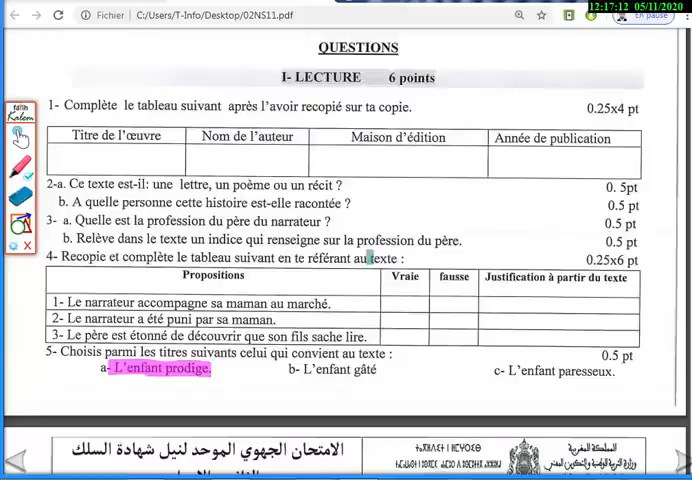 12:17:12 05/11/2020
Fichier | C:/Users/T-Info/Desktop/02NS11.pdf
En pause
fatih
Kalem
QUESTIONS
I- LECTURE 6 points
1- Complète le tableau suivant après l'avoir recopié sur ta copie. 0.25x4 pt
Titre de l'œuvre Nom de l'auteur Maison d'édition Année de publication
2-a. Ce texte est-il: une lettre, un poème ou un récit ? 0. 5pt
b. A quelle personne cette histoire est-elle racontée ? 0.5 pt
3- a. Quelle est la profession du père du narrateur ? 0.5 pt
b. Relève dans le texte un indice qui renseigne sur la profession du père. 0.5 pt
4- Recopie et complète le tableau suivant en te référant au texte : 0.25x6 pt
Propositions Vraie fausse Justification à partir du texte
1- Le narrateur accompagne sa maman au marché.
2- Le narrateur a été puni par sa maman.
3- Le père est étonné de découvrir que son fils sache lire.
5- Choisis parmi les titres suivants celui qui convient au texte : 0.5 pt
a- L'enfant prodige. b- L'enfant gâté c- L'enfant paresseux.
الامتحان الجهوي الموحد لنيل شهادة السلك
المملكة المغربية